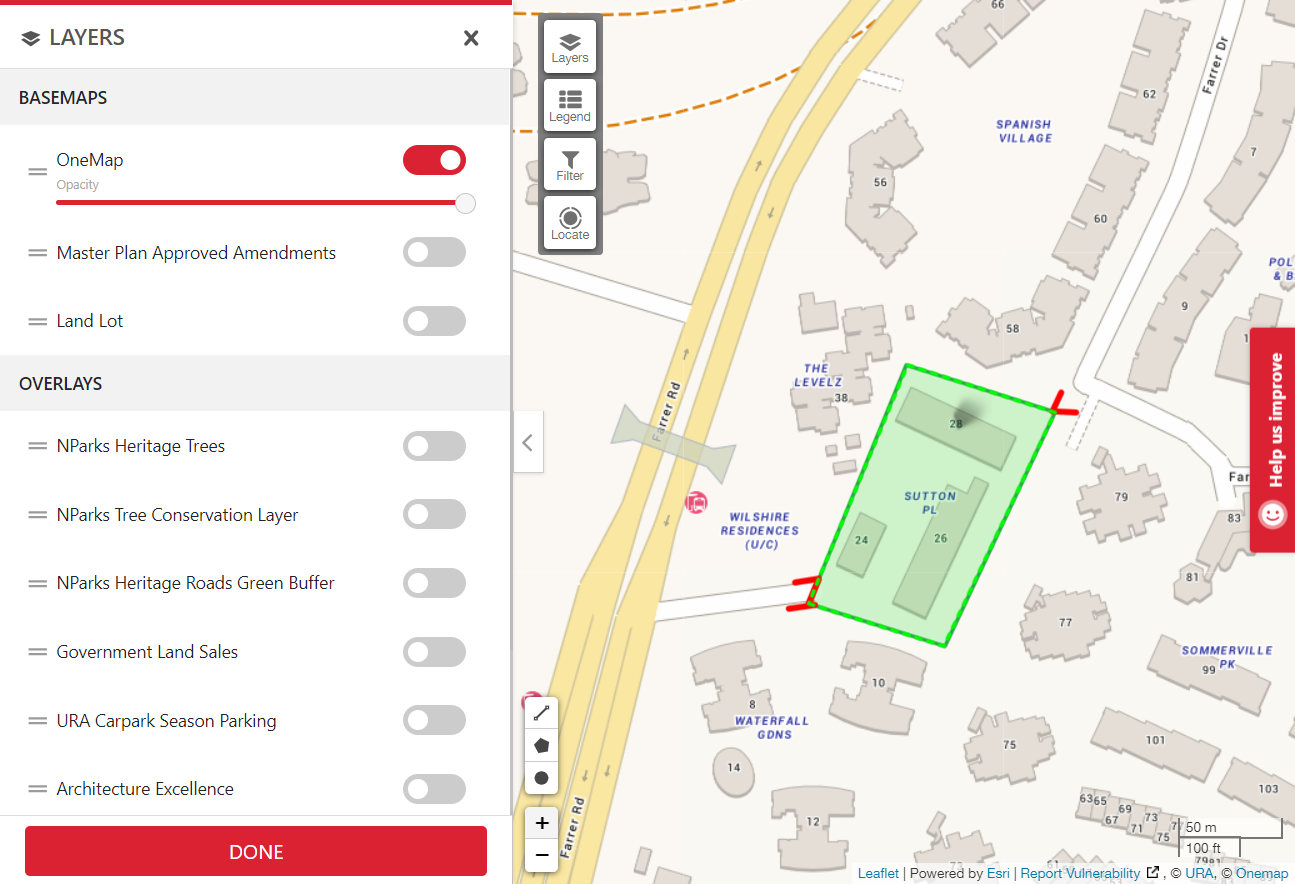 LAYERS
BASEMAPS
OneMap
Opacity
Master Plan Approved Amendments
Land Lot
OVERLAYS
NParks Heritage Trees
NParks Tree Conservation Layer
NParks Heritage Roads Green Buffer
Government Land Sales
URA Carpark Season Parking
Architecture Excellence
DONE
Layers
Legend
Filter
Locate
+
−
66
Farrer Dr
62
SPANISH
VILLAGE
7
56
60
9
58
THE
LEVELZ
38
Farrer Rd
28
SUTTON
PL
WILSHIRE
RESIDENCES
(U/C)
24
26
79
83
81
77
SOMMERVILLE
PK
99
10
8
WATERFALL
GDNS
14
75
101
103
12
Farrer Rd
63
65
67
69
71
73
75
73
Help us improve
50 m
100 ft
Leaflet | Powered by Esri | Report Vulnerability , © URA, © Onemap